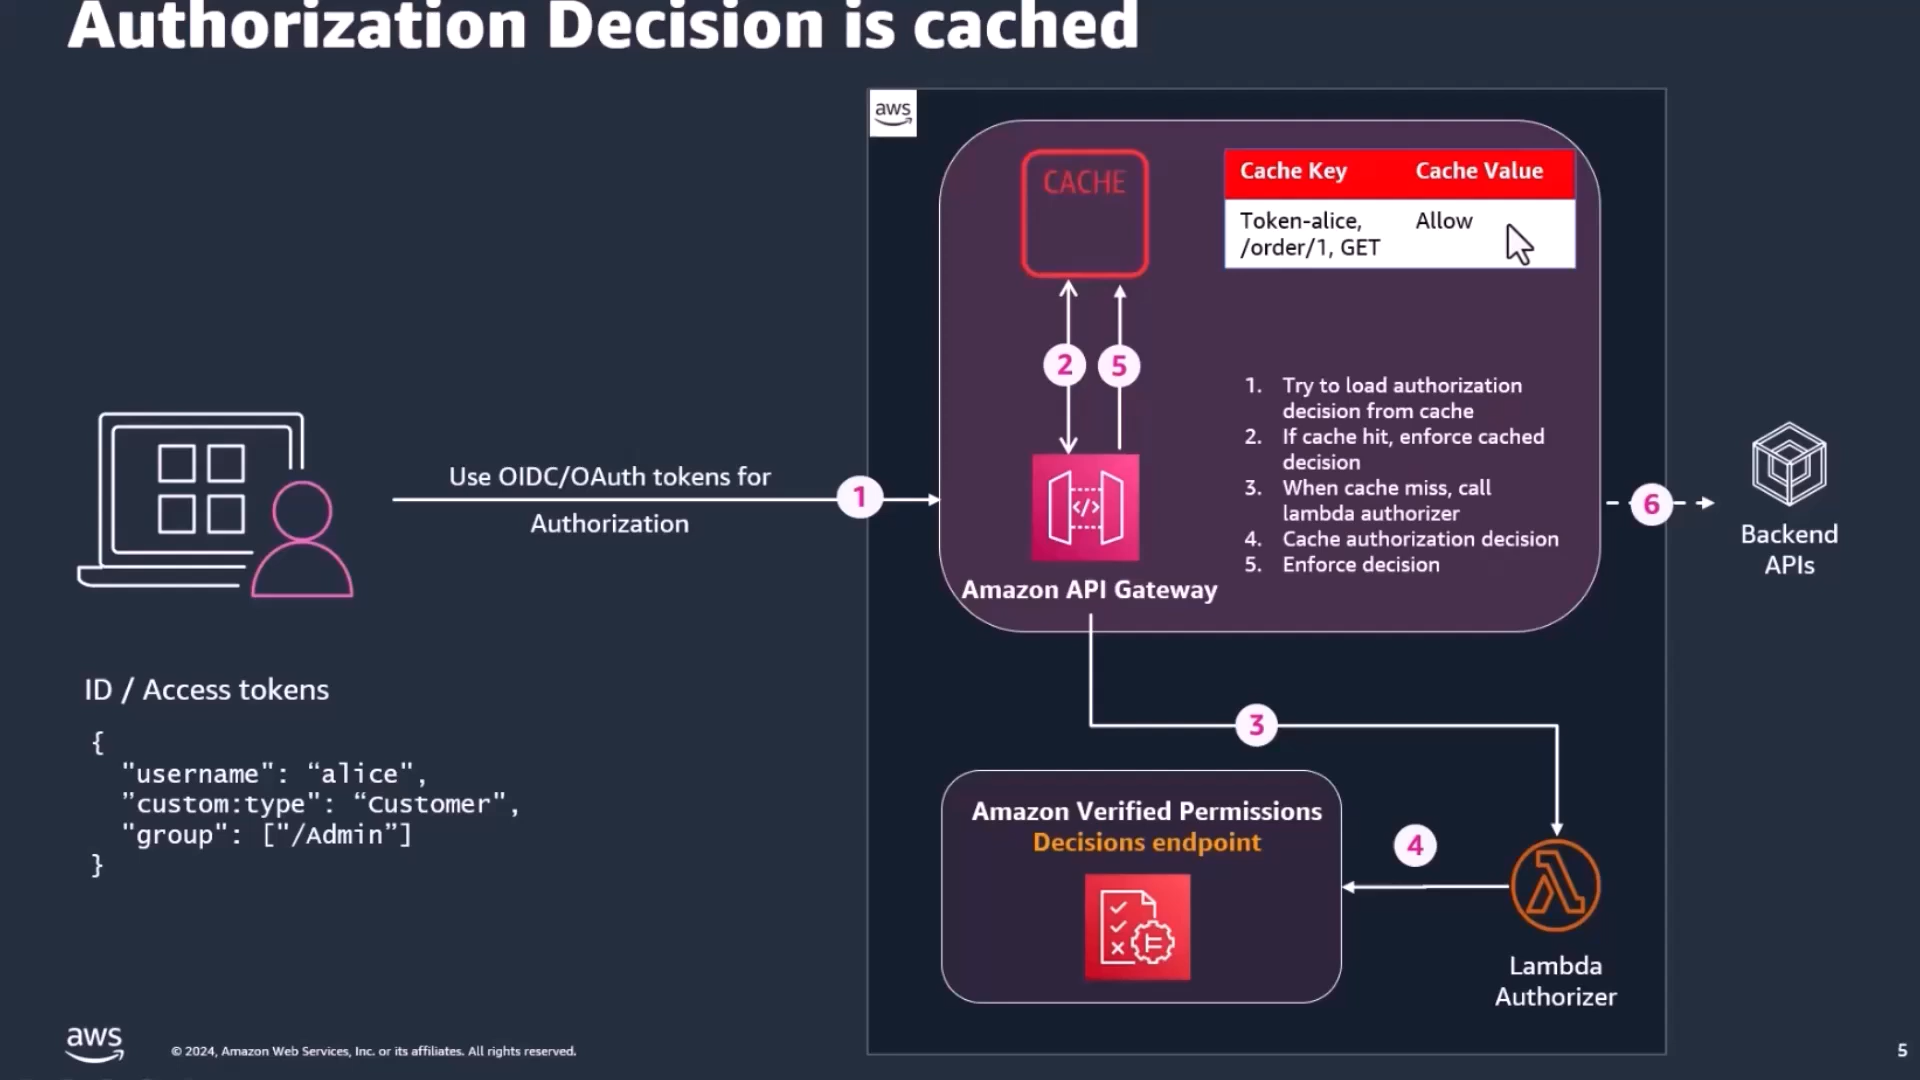 Authorization Decision is cached
aws
CACHE
Cache Key Cache Value
Token-alice, Allow
/order/1, GET
2 5
1. Try to load authorization
decision from cache
2. If cache hit, enforce cached
decision
3. When cache miss, call
lambda authorizer
4. Cache authorization decision
5. Enforce decision
Use OIDC/OAuth tokens for
Authorization
1
</>
Amazon API Gateway
6
Backend
APIs
ID / Access tokens
{
"username": “alice",
”custom:type": “Customer",
"group": ["/Admin”]
}
3
Amazon Verified Permissions
Decisions endpoint
4
Lambda
Authorizer
aws
© 2024, Amazon Web Services, Inc. or its affiliates. All rights reserved.
5